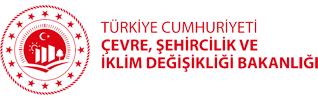 TÜRKİYE CUMHURİYETİ
ÇEVRE, ŞEHİRCİLİK VE
İKLİM DEĞİŞİKLİĞİ BAKANLIĞI